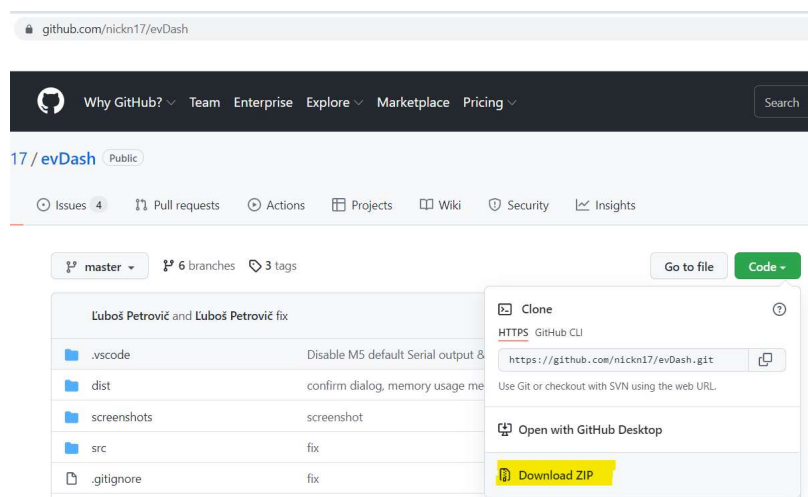 github.com/nickn17/evDash
Why GitHub? Team Enterprise Explore Marketplace Pricing Search
17 / evDash Public
Issues 4 Pull requests Actions Projects Wiki Security Insights
master 6 branches 3 tags Go to file Code
Ľuboš Petrovič and Ľuboš Petrovič fix
.vscode Disable M5 default Serial output &
dist confirm dialog, memory usage me
screenshots screenshot
src fix
.gitignore fix
Clone
HTTPS GitHub CLI
https://github.com/nickn17/evDash.git
Use Git or checkout with SVN using the web URL.
Open with GitHub Desktop
Download ZIP